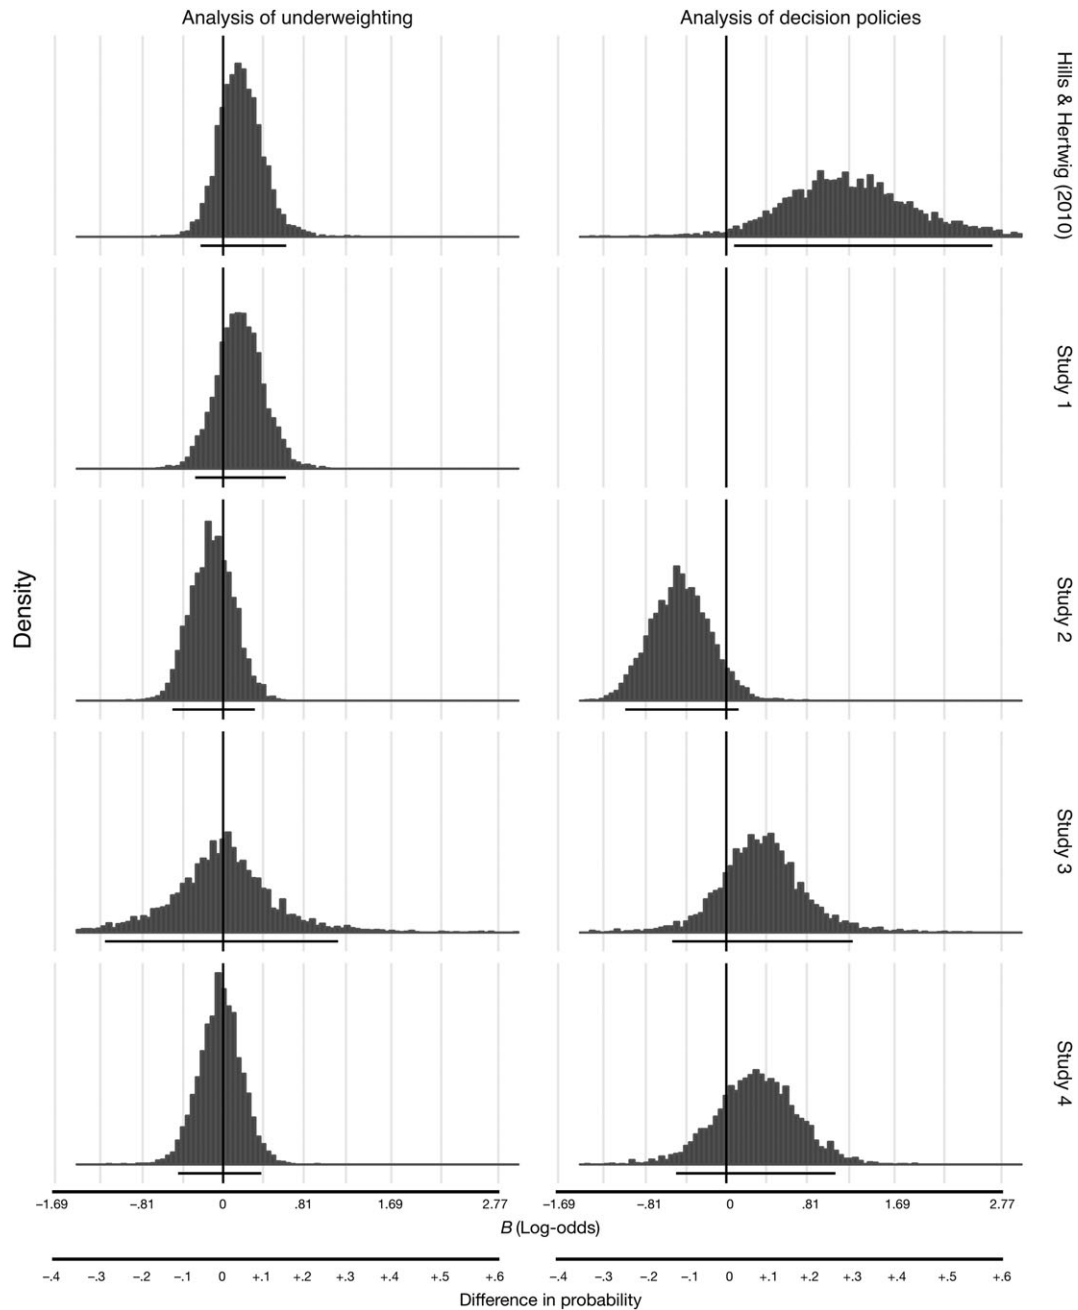 Analysis of underweighting
Analysis of decision policies
Hills & Hertwig (2010)
Study 1
Study 2
Study 3
Study 4
Density
−1.69 −.81 0 .81 1.69 2.77
−1.69 −.81 0 .81 1.69 2.77
B (Log-odds)
−.4 −.3 −.2 −.1 0 +.1 +.2 +.3 +.4 +.5 +.6
−.4 −.3 −.2 −.1 0 +.1 +.2 +.3 +.4 +.5 +.6
Difference in probability